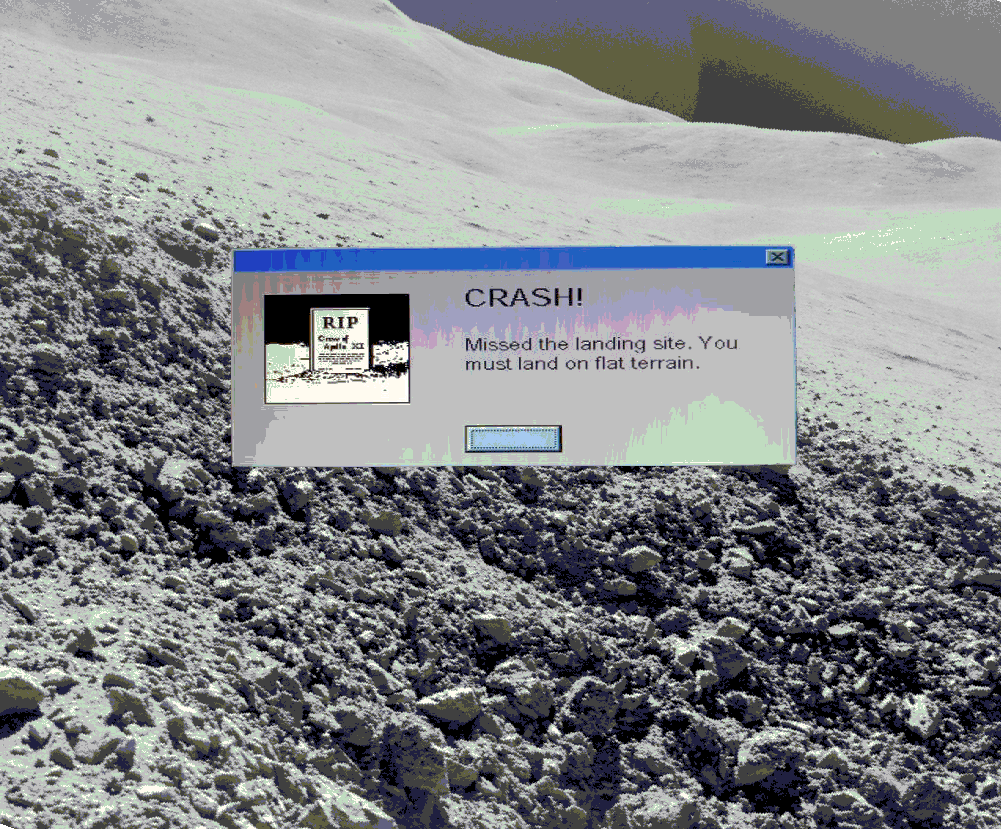 CRASH!
RIP
Crew of
Apollo XI
Missed the landing site. You
must land on flat terrain.